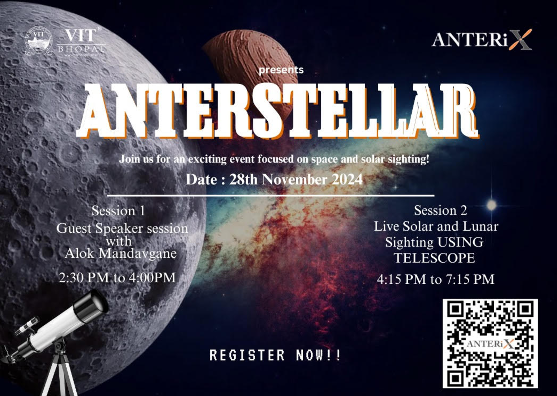 VIT
BHOPAL
ANTERiX
presents
ANTERSTELLAR
Join us for an exciting event focused on space and solar sighting!
Date : 28th November 2024
Session 1
Guest Speaker session
with
Alok Mandavgane
2:30 PM to 4:00PM
Session 2
Live Solar and Lunar
Sighting USING
TELESCOPE
4:15 PM to 7:15 PM
REGISTER NOW!!
ANTERiX